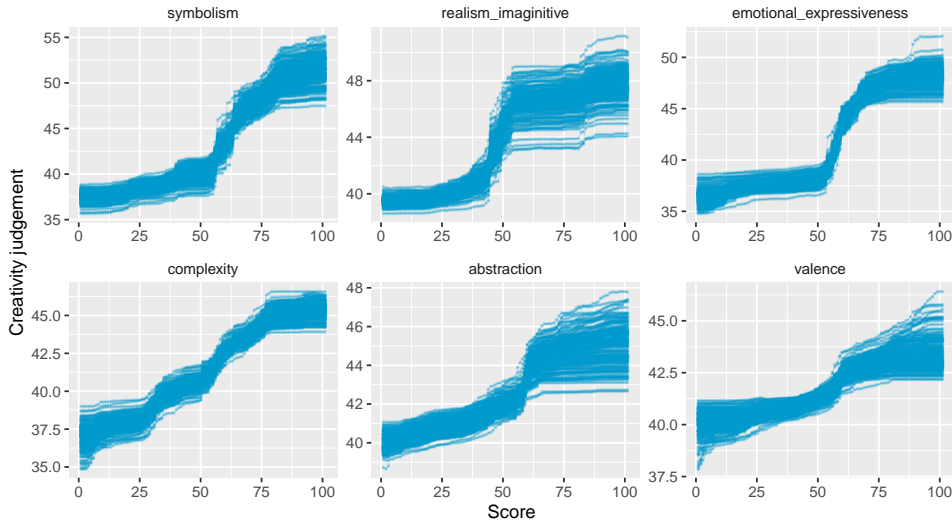 symbolism
realism_imaginitive
emotional_expressiveness
55
50
45
40
35
48
44
40
50
45
40
35
0 25 50 75 100
0 25 50 75 100
0 25 50 75 100
Creativity judgement
complexity
abstraction
valence
45.0
42.5
40.0
37.5
35.0
48
46
44
42
40
45.0
42.5
40.0
37.5
0 25 50 75 100
0 25 50 75 100
0 25 50 75 100
Score